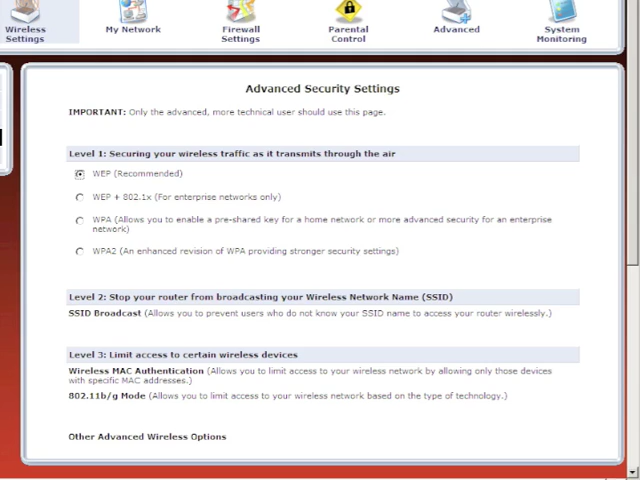 Wireless Settings
My Network
Firewall Settings
Parental Control
Advanced
System Monitoring
Advanced Security Settings
IMPORTANT: Only the advanced, more technical user should use this page.
Level 1: Securing your wireless traffic as it transmits through the air
WEP (Recommended)
WEP + 802.1x (For enterprise networks only)
WPA (Allows you to enable a pre-shared key for a home network or more advanced security for an enterprise
network)
WPA2 (An enhanced revision of WPA providing stronger security settings)
Level 2: Stop your router from broadcasting your Wireless Network Name (SSID)
SSID Broadcast (Allows you to prevent users who do not know your SSID name to access your router wirelessly.)
Level 3: Limit access to certain wireless devices
Wireless MAC Authentication (Allows you to limit access to your wireless network by allowing only those devices
with specific MAC addresses.)
802.11b/g Mode (Allows you to limit access to your wireless network based on the type of technology.)
Other Advanced Wireless Options